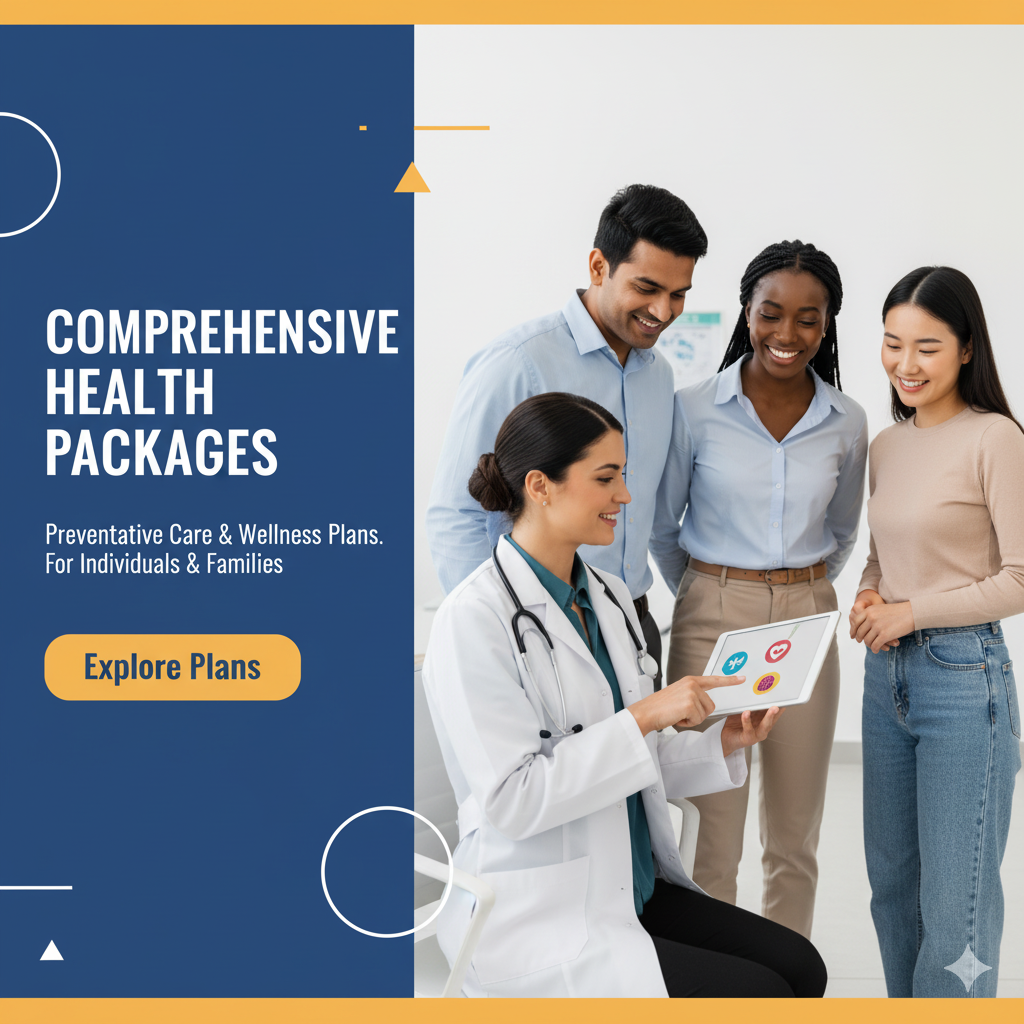 COMPREHENSIVE
HEALTH
PACKAGES
Preventative Care & Wellness Plans.
For Individuals & Families
Explore Plans